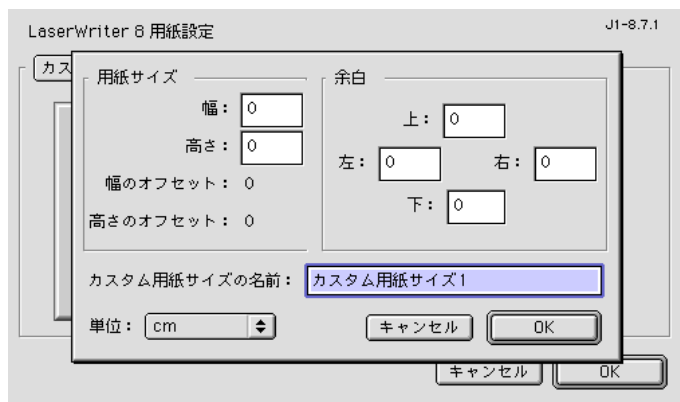 LaserWriter 8 用紙設定
J1-8.7.1
カス
用紙サイズ
幅： 0
高さ： 0
幅のオフセット： 0
高さのオフセット： 0
余白
上： 0
左： 0
右： 0
下： 0
カスタム用紙サイズの名前： カスタム用紙サイズ1
単位： cm
キャンセル
OK
キャンセル
OK